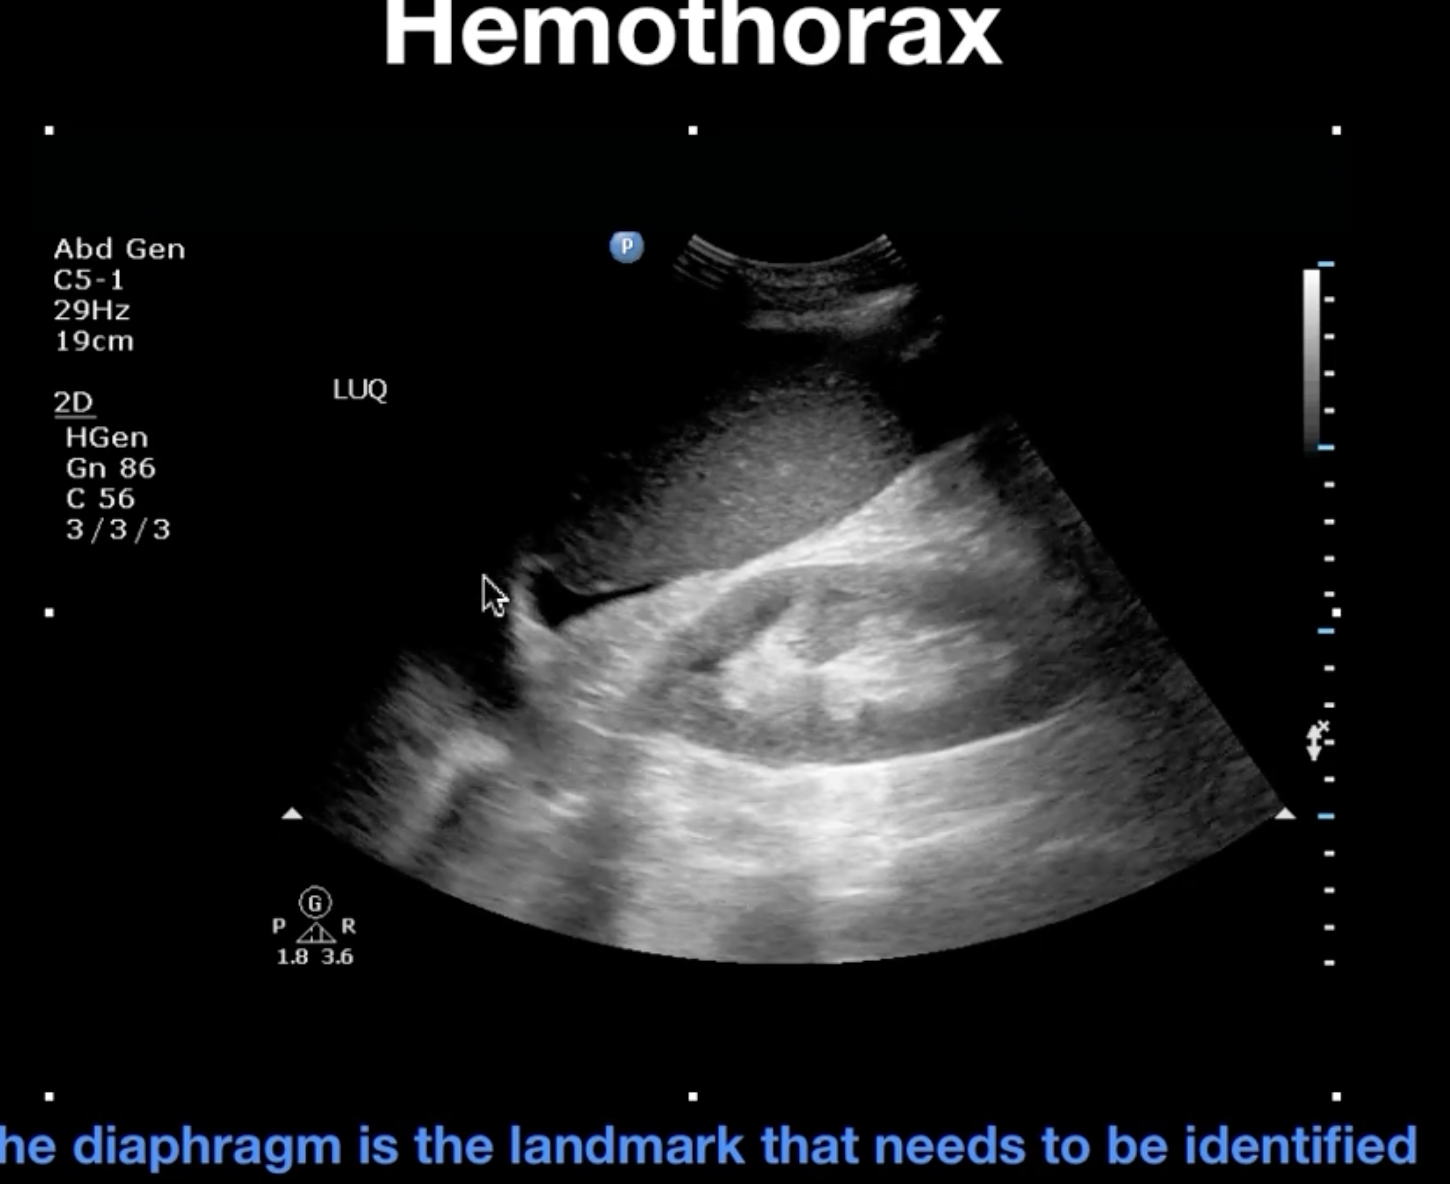 Hemothorax
P
Abd Gen
C5-1
29Hz
19cm
LUQ
2D
HGen
Gn 86
C 56
3/3/3
G
P R
1.8 3.6
he diaphragm is the landmark that needs to be identified